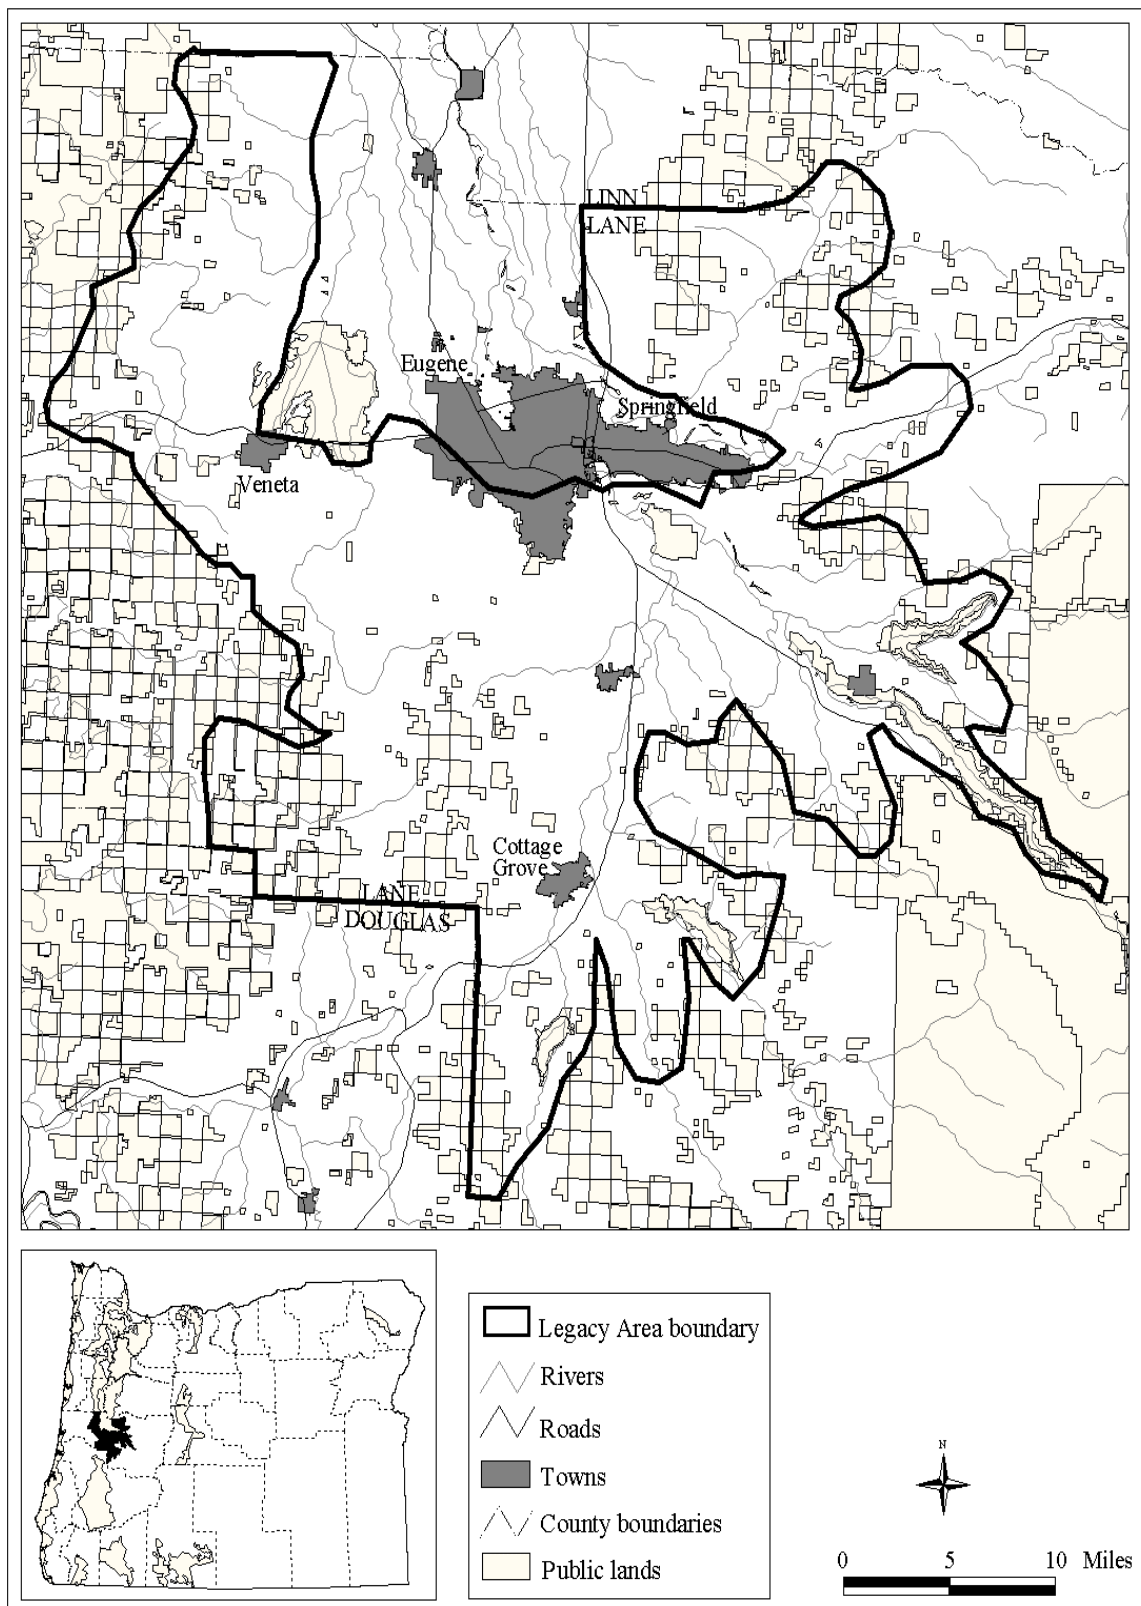 LINN
LANE
Eugene
Springfield
Veneta
Cottage
Grove
LANE
DOUGLAS
Legacy Area boundary
Rivers
Roads
Towns
County boundaries
Public lands
N
0 5 10 Miles